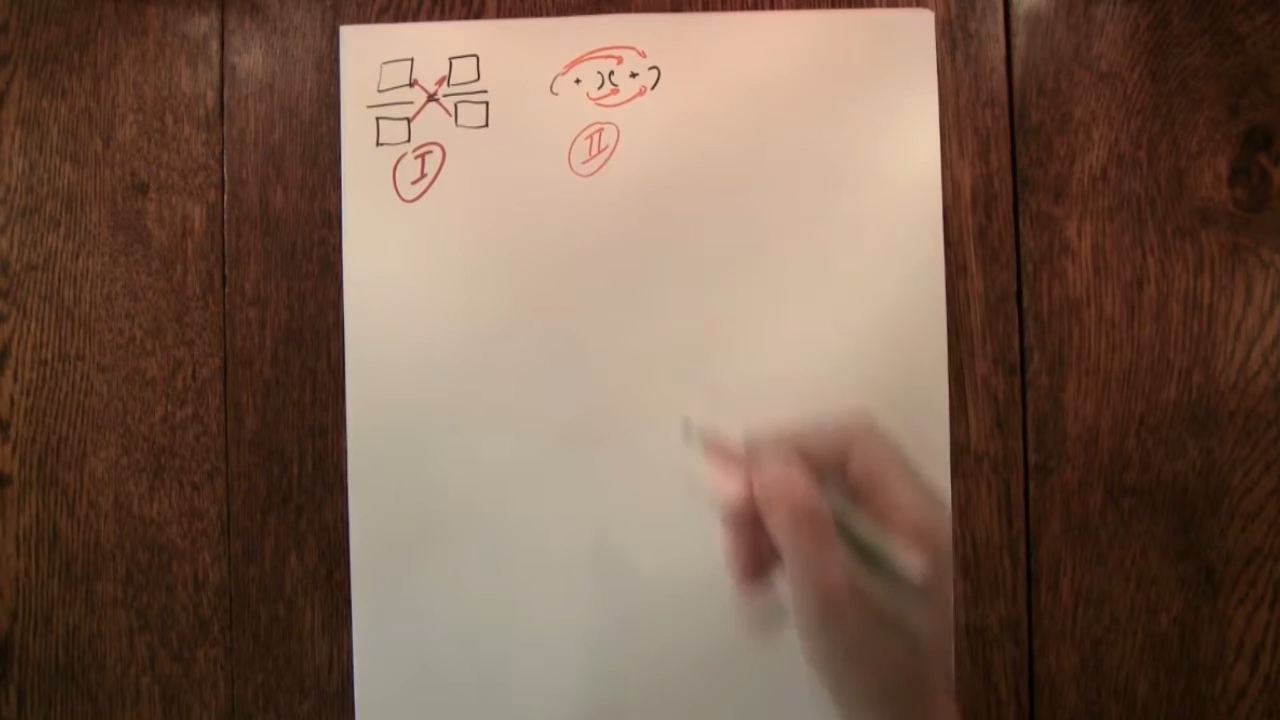 =
( + )( + )
I
II